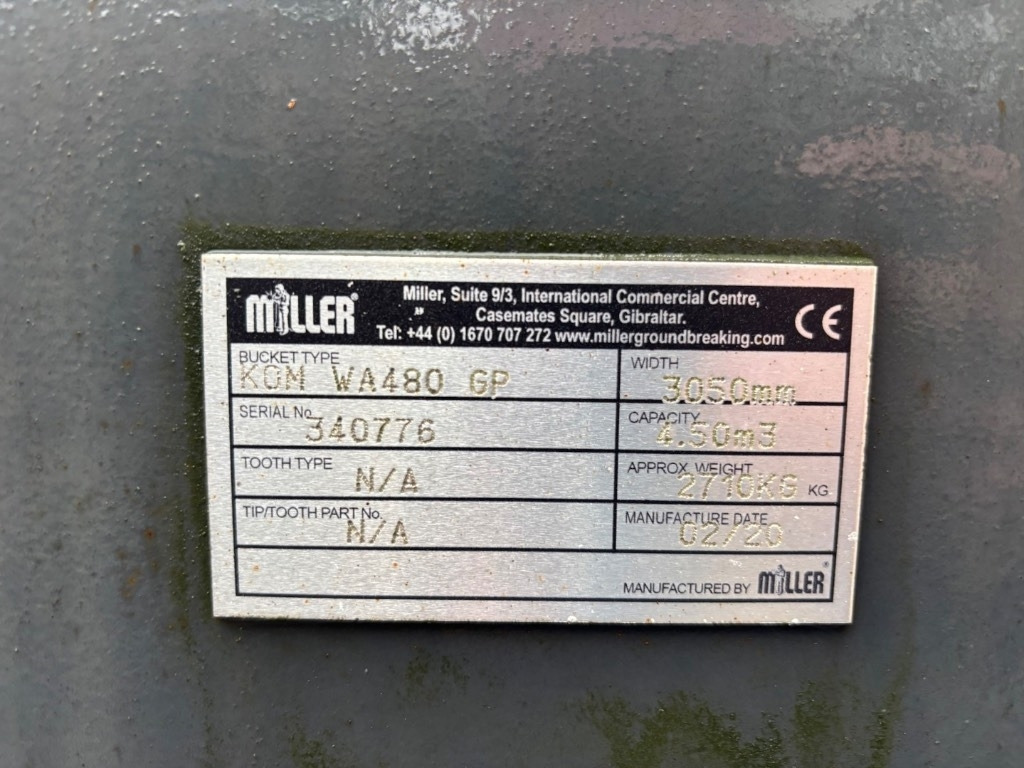 MILLER®
Miller, Suite 9/3, International Commercial Centre,
Casemates Square, Gibraltar.
Tel: +44 (0) 1670 707 272 www.millergroundbreaking.com
CE
BUCKET TYPE
KOM WA480 GP
WIDTH
3050mm
SERIAL No.
340776
CAPACITY
4.50m3
TOOTH TYPE
N/A
APPROX. WEIGHT
2710KG KG
TIP/TOOTH PART No.
N/A
MANUFACTURE DATE
02/20
MANUFACTURED BY MILLER®